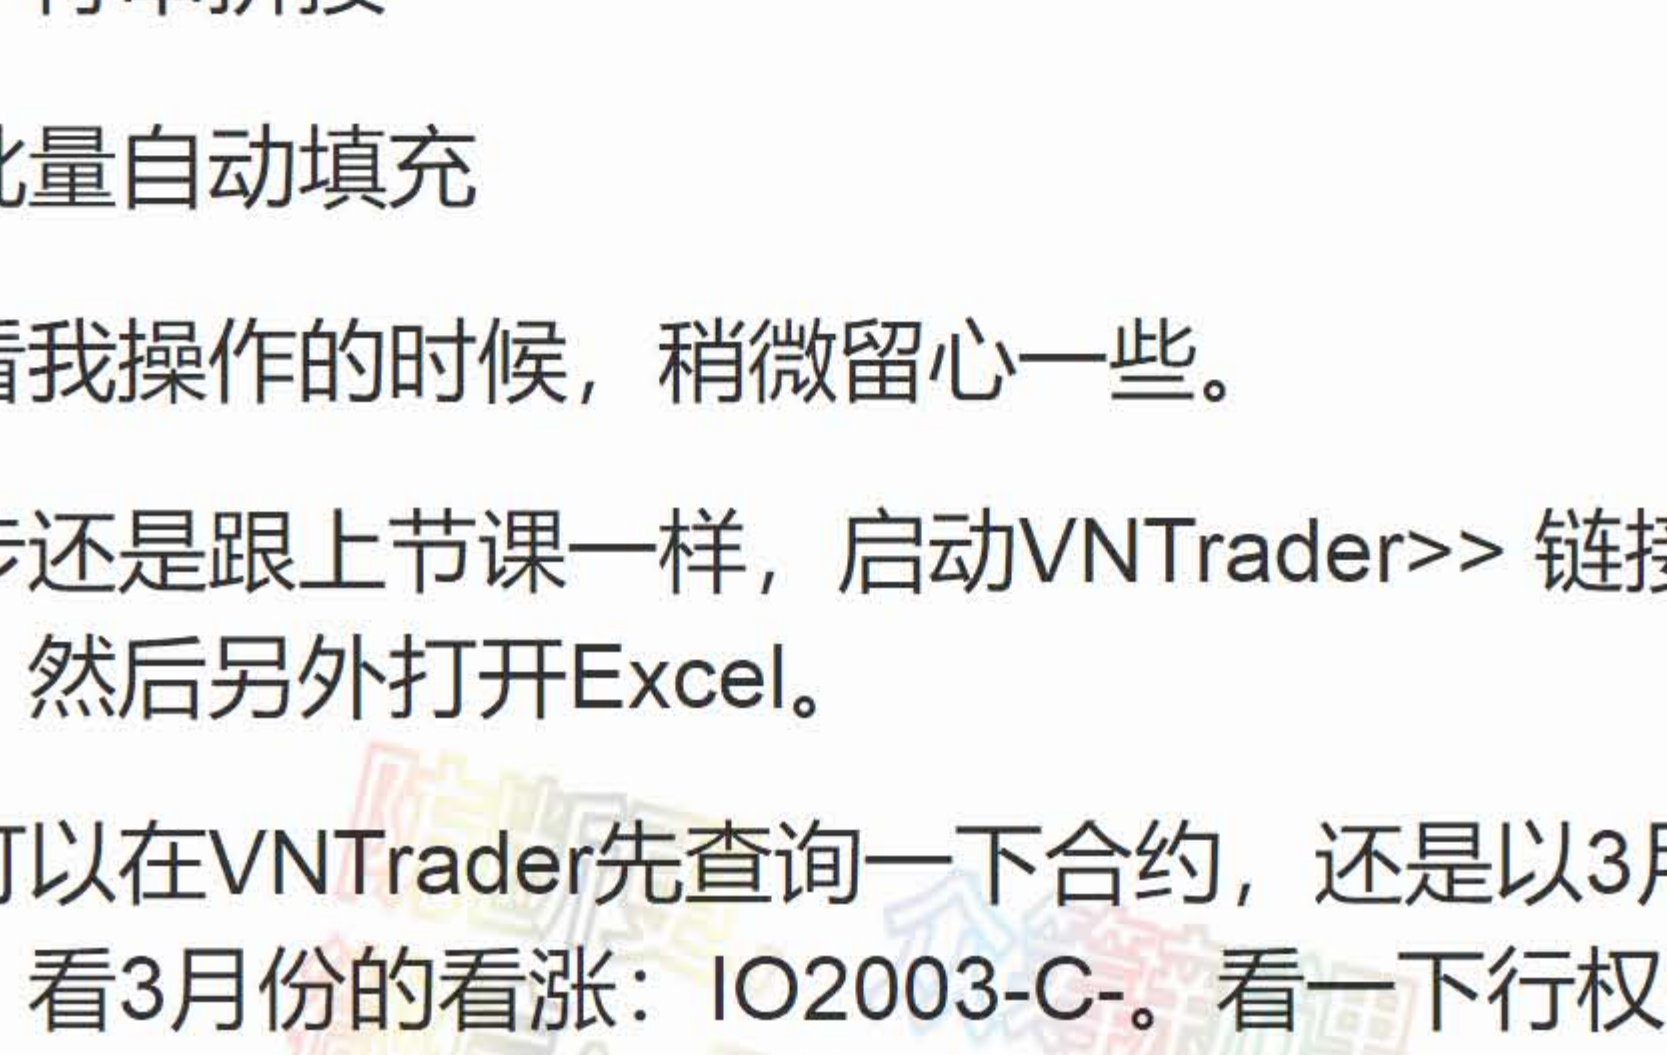 量自动填充
看我操作的时候，稍微留心一些。
还是跟上节课一样，启动VNTrader>> 链接
然后另外打开Excel。
可以在VNTrader先查询一下合约，还是以3月
看3月份的看涨：IO2003-C-。看一下行权